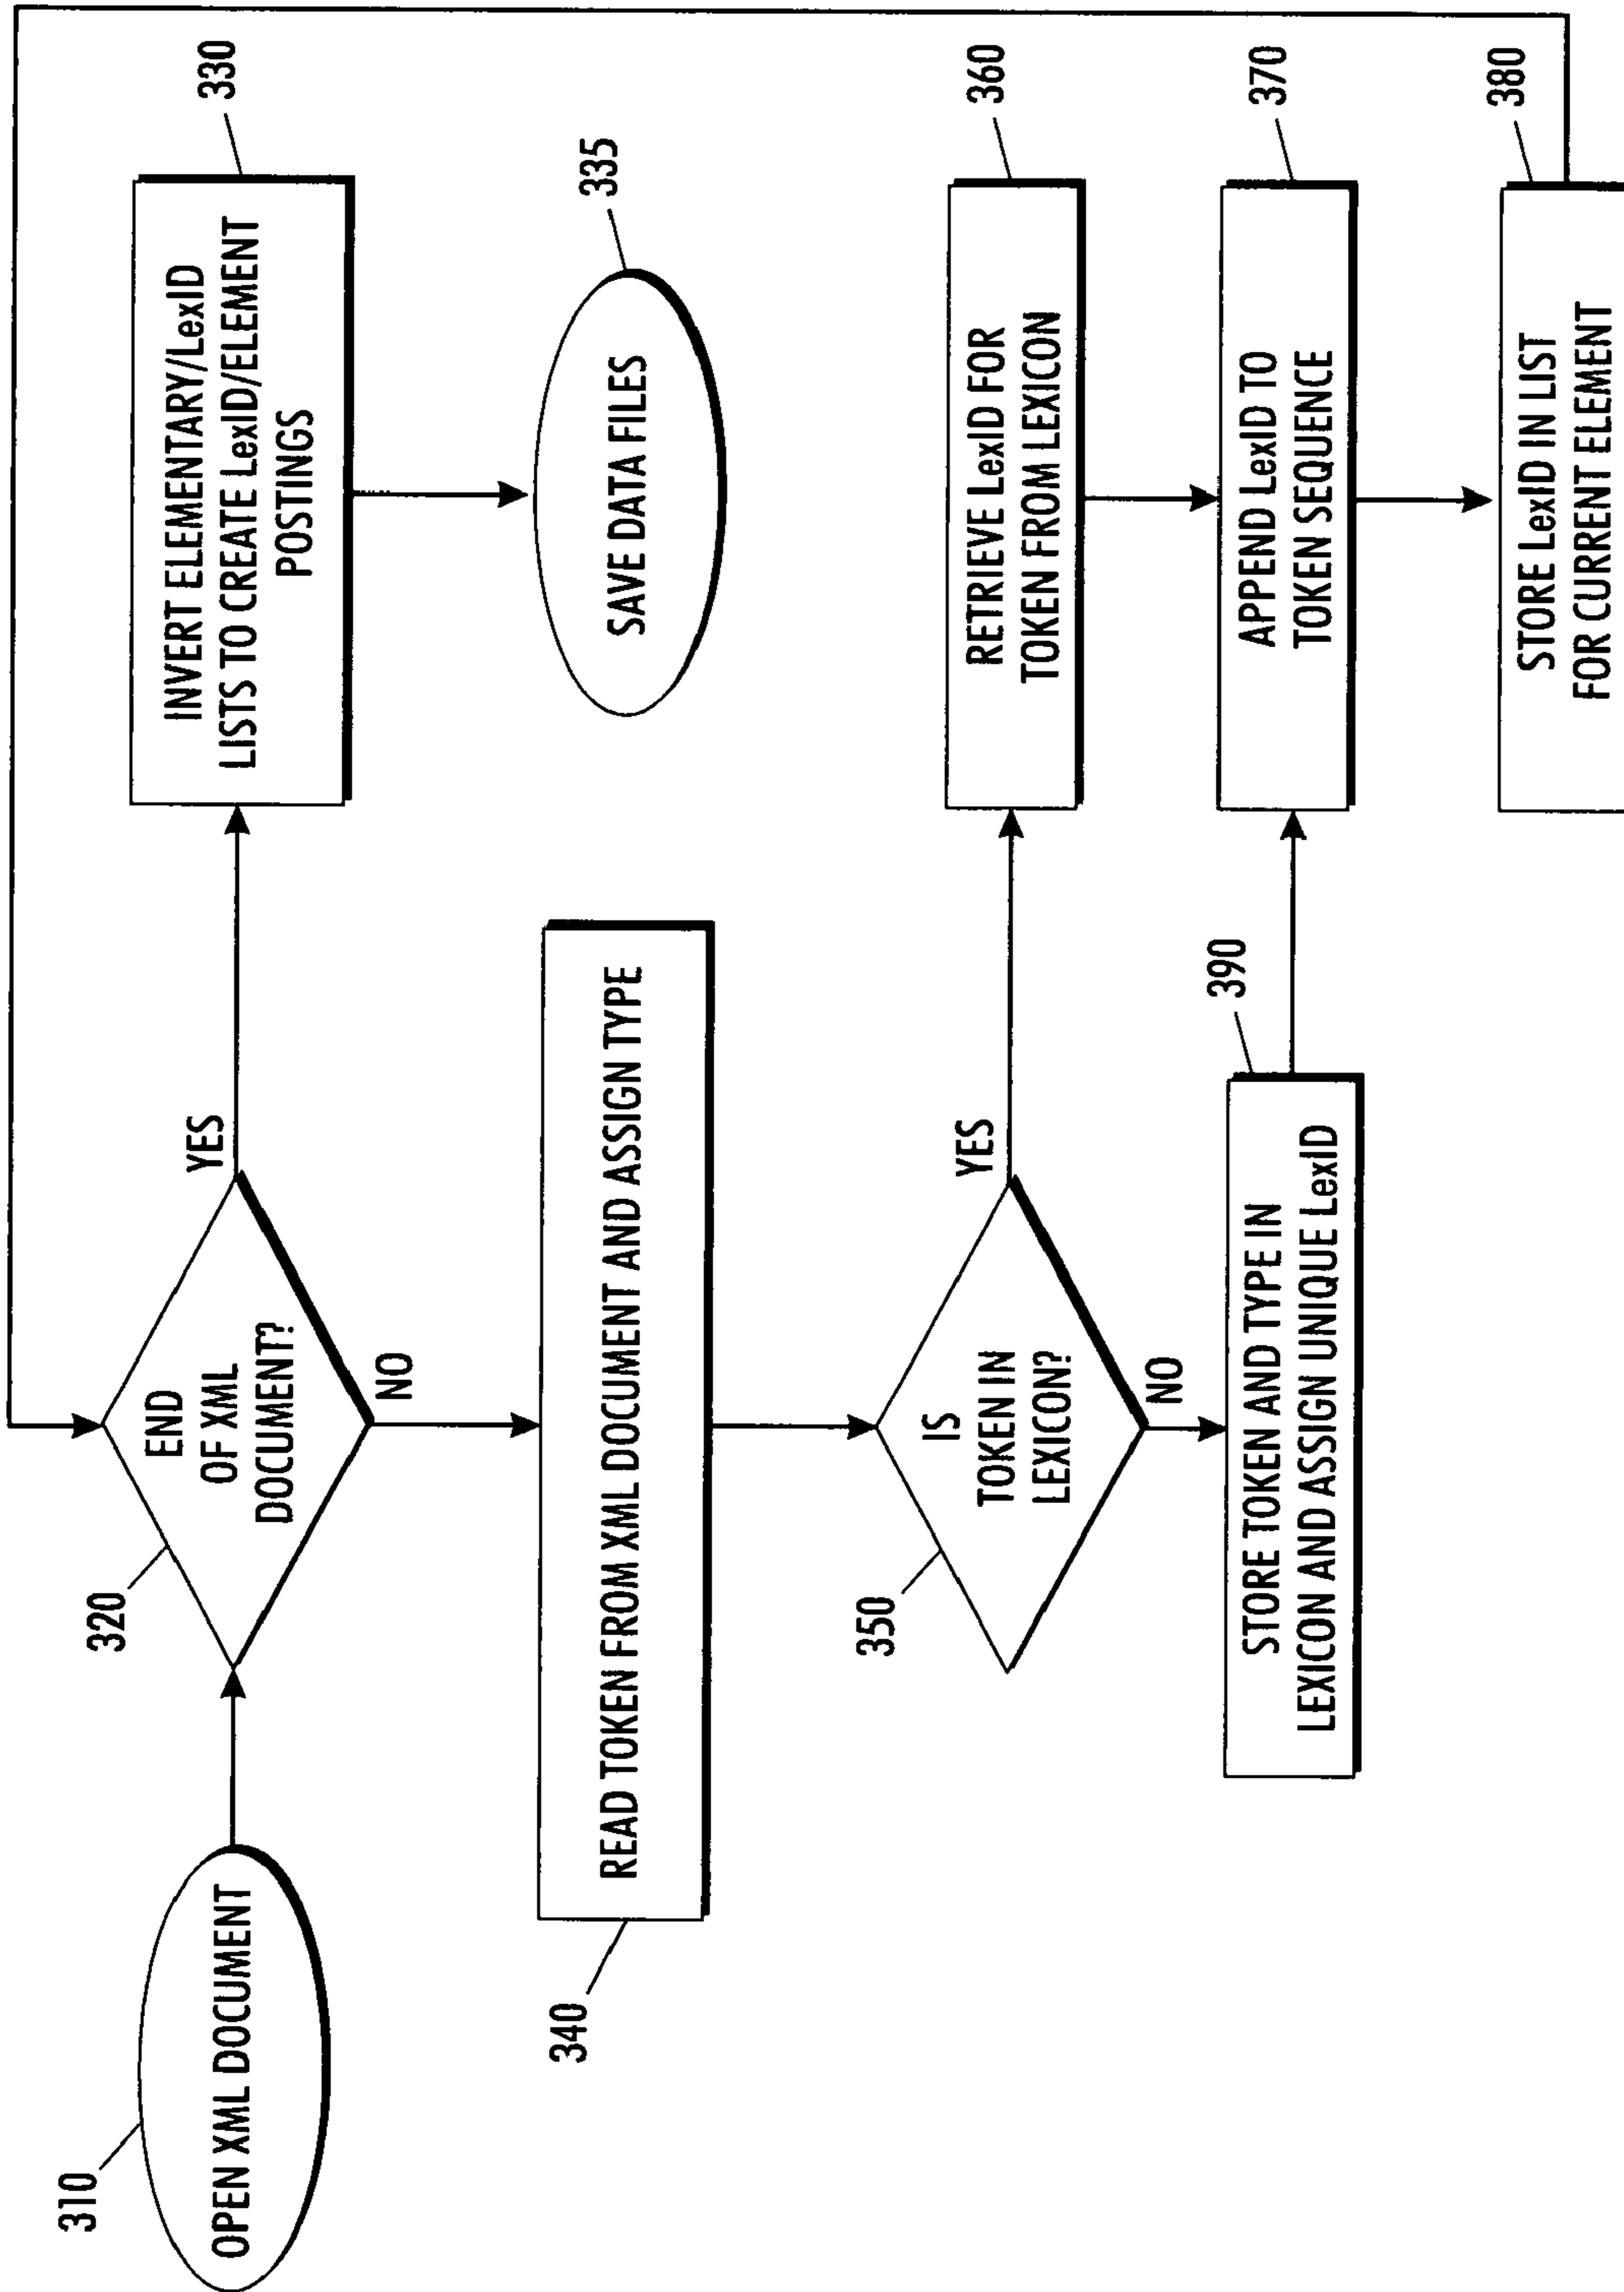 310
OPEN XML DOCUMENT
320
END
OF XML
DOCUMENT?
YES
NO
330
INVERT ELEMENTARY/LexID
LISTS TO CREATE LexID/ELEMENT
POSTINGS
335
SAVE DATA FILES
340
READ TOKEN FROM XML DOCUMENT AND ASSIGN TYPE
350
IS
TOKEN IN
LEXICON?
YES
NO
360
RETRIEVE LexID FOR
TOKEN FROM LEXICON
390
STORE TOKEN AND TYPE IN
LEXICON AND ASSIGN UNIQUE LexID
370
APPEND LexID TO
TOKEN SEQUENCE
380
STORE LexID IN LIST
FOR CURRENT ELEMENT